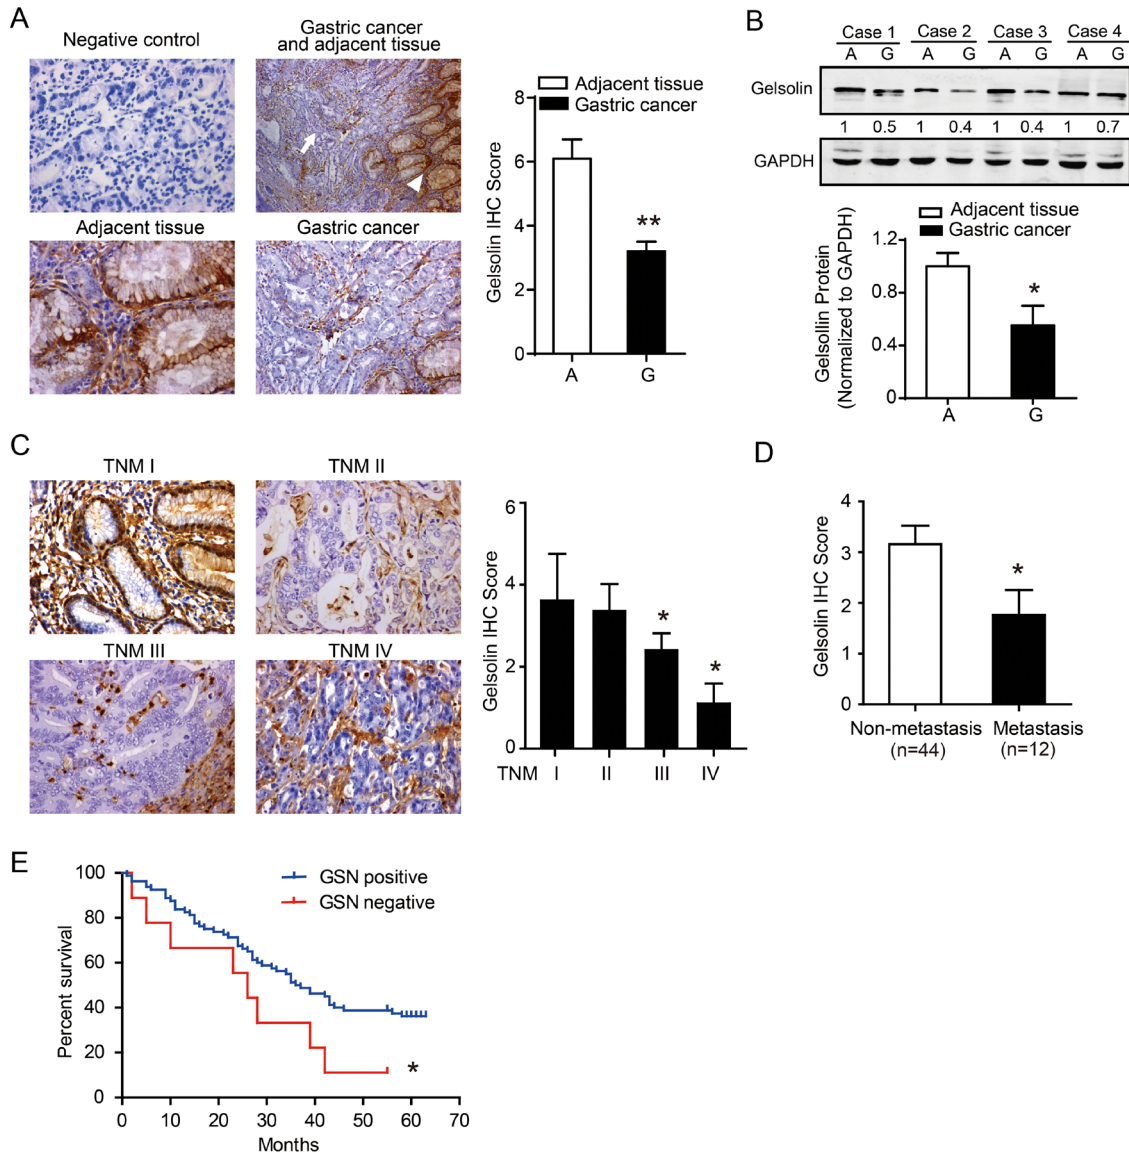 A
Negative control
Gastric cancer
and adjacent tissue
Adjacent tissue
Gastric cancer
Adjacent tissue
Gastric cancer
Gelsolin IHC Score
8
6
4
2
0
**
A
G
B
Case 1 Case 2 Case 3 Case 4
A G A G A G A G
Gelsolin
1 0.5 1 0.4 1 0.4 1 0.7
GAPDH
Adjacent tissue
Gastric cancer
Gelsollin Protein
(Normalized to GAPDH)
1.2
0.8
0.4
0
*
A
G
C
TNM I
TNM II
TNM III
TNM IV
Gelsolin IHC Score
6
4
2
0
*
*
TNM I II III IV
D
Gelsolin IHC Score
4
3
2
1
0
*
Non-metastasis
(n=44)
Metastasis
(n=12)
E
Percent survival
100
80
60
40
20
0
GSN positive
GSN negative
*
0 10 20 30 40 50 60 70
Months